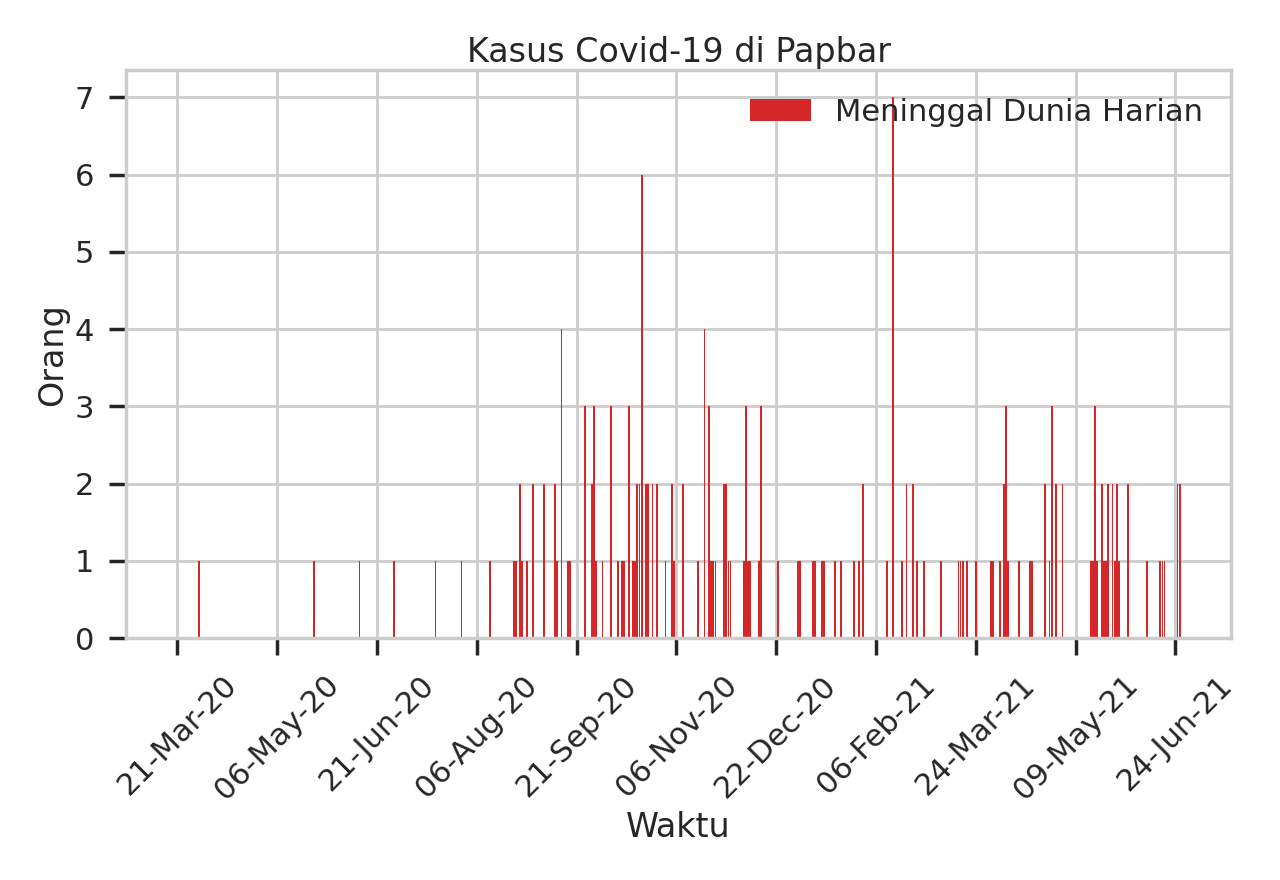 Kasus Covid-19 di Papbar
Meninggal Dunia Harian
Orang
7
6
5
4
3
2
1
0
21-Mar-20
06-May-20
21-Jun-20
06-Aug-20
21-Sep-20
06-Nov-20
22-Dec-20
06-Feb-21
24-Mar-21
09-May-21
24-Jun-21
Waktu